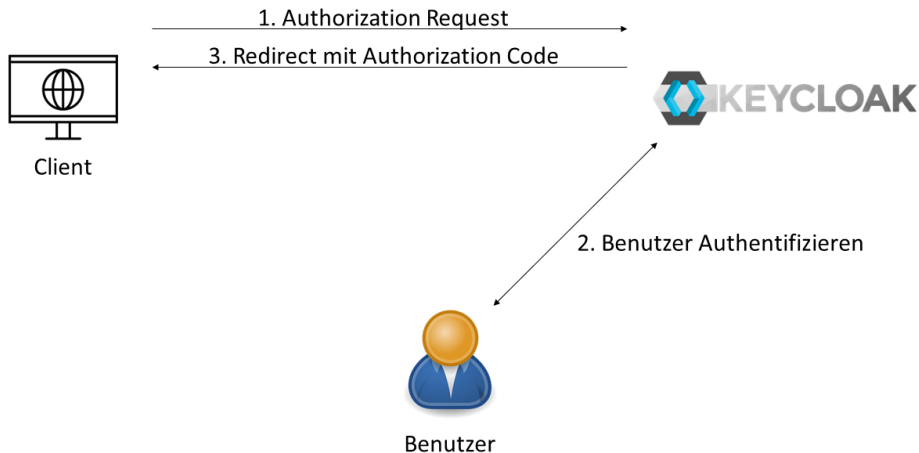 1. Authorization Request
3. Redirect mit Authorization Code
KEYCLOAK
Client
2. Benutzer Authentifizieren
Benutzer